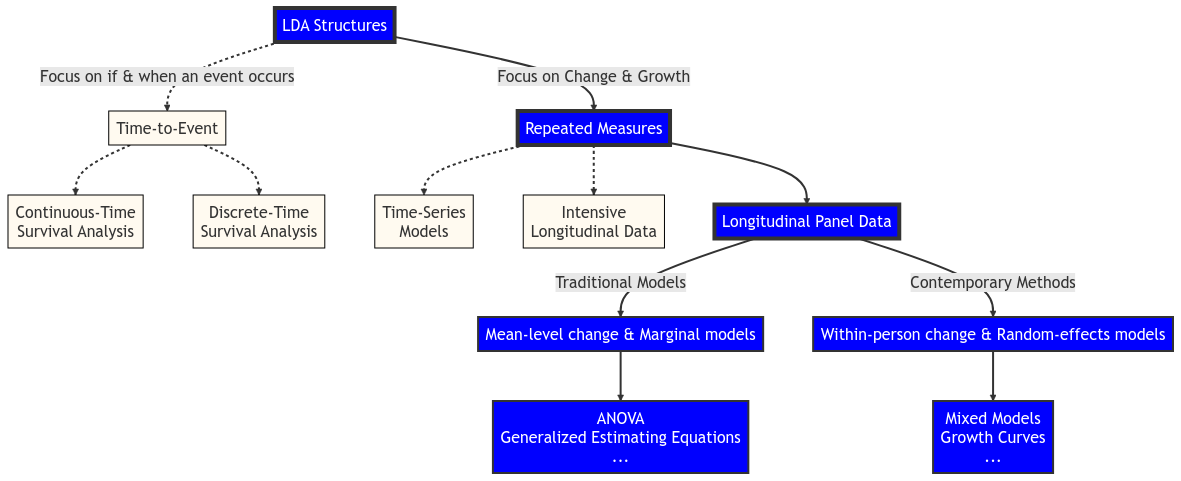 LDA Structures
Focus on if & when an event occurs
Focus on Change & Growth
Time-to-Event
Repeated Measures
Continuous-Time
Survival Analysis
Discrete-Time
Survival Analysis
Time-Series
Models
Intensive
Longitudinal Data
Longitudinal Panel Data
Traditional Models
Contemporary Methods
Mean-level change & Marginal models
Within-person change & Random-effects models
ANOVA
Generalized Estimating Equations
...
Mixed Models
Growth Curves
...